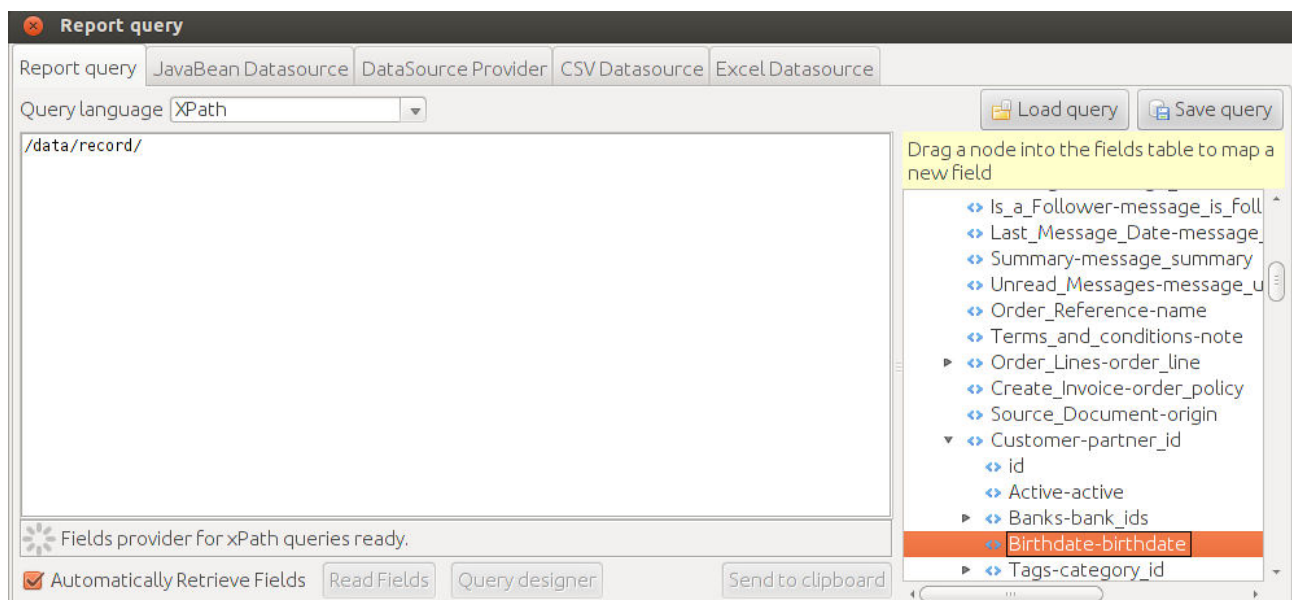 Report query
Report query JavaBean Datasource DataSource Provider CSV Datasource Excel Datasource
Query language XPath Load query Save query
/data/record/
Drag a node into the fields table to map a
new field
Is_a_Follower-message_is_foll
Last_Message_Date-message_
Summary-message_summary
Unread_Messages-message_u
Order_Reference-name
Terms_and_conditions-note
Order_Lines-order_line
Create_Invoice-order_policy
Source_Document-origin
Customer-partner_id
id
Active-active
Banks-bank_ids
Birthdate-birthdate
Tags-category_id
Fields provider for xPath queries ready.
Automatically Retrieve Fields Read Fields Query designer Send to clipboard